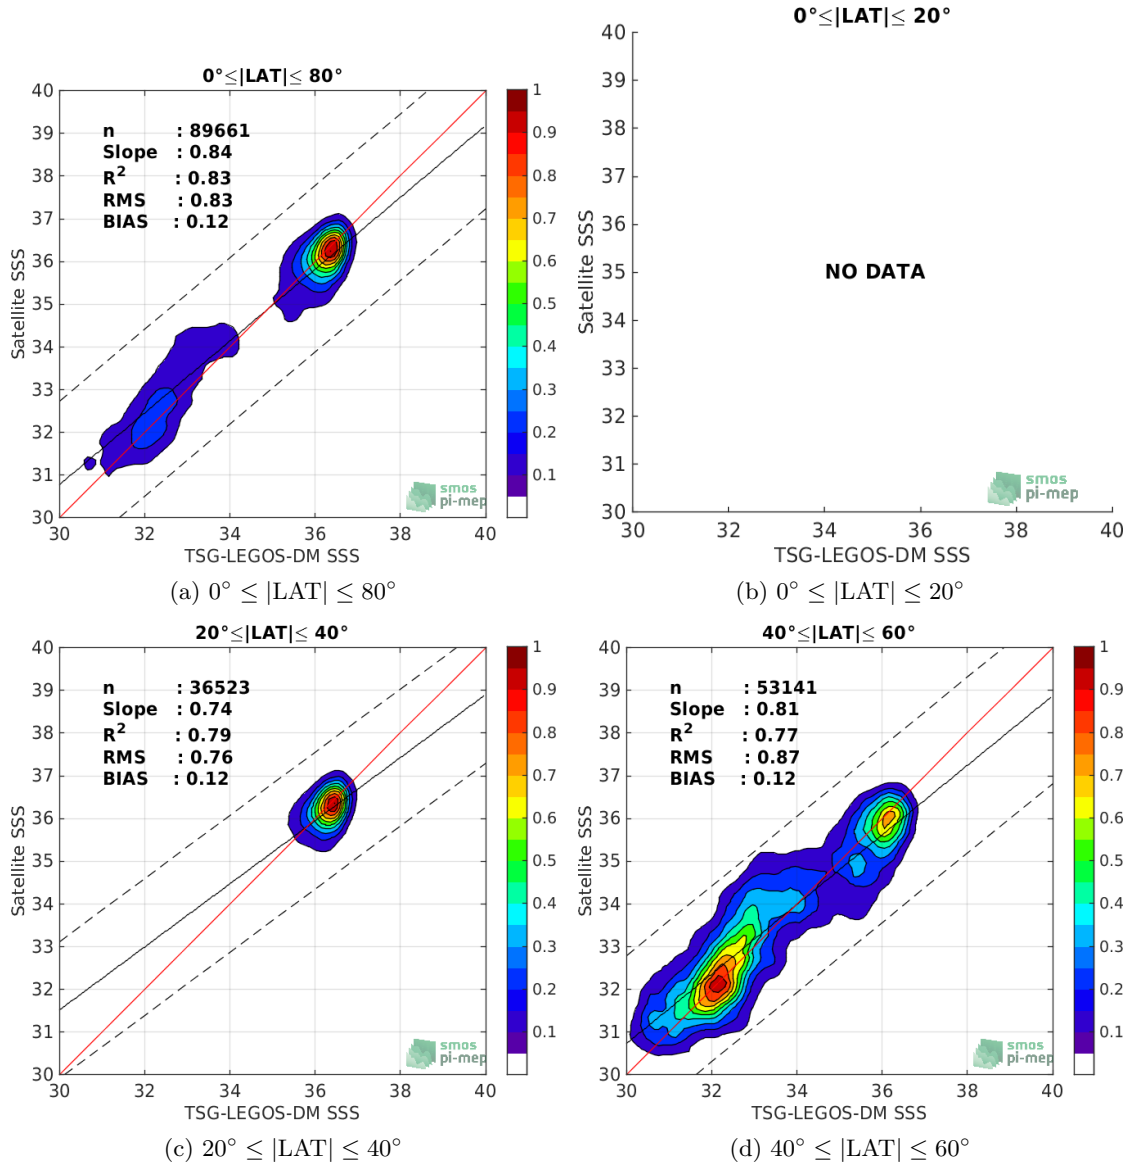 0°≤|LAT|≤ 80°
40
39
38
37
36
35
34
33
32
31
30
Satellite SSS
n : 89661
Slope : 0.84
R² : 0.83
RMS : 0.83
BIAS : 0.12
smos
pi-mep
30 32 34 36 38 40
TSG-LEGOS-DM SSS
1
0.9
0.8
0.7
0.6
0.5
0.4
0.3
0.2
0.1
(a) 0° ≤ |LAT| ≤ 80°
0°≤|LAT|≤ 20°
40
39
38
37
36
35
34
33
32
31
30
Satellite SSS
NO DATA
smos
pi-mep
30 32 34 36 38 40
TSG-LEGOS-DM SSS
(b) 0° ≤ |LAT| ≤ 20°
20°≤|LAT|≤ 40°
40
39
38
37
36
35
34
33
32
31
30
Satellite SSS
n : 36523
Slope : 0.74
R² : 0.79
RMS : 0.76
BIAS : 0.12
smos
pi-mep
30 32 34 36 38 40
TSG-LEGOS-DM SSS
1
0.9
0.8
0.7
0.6
0.5
0.4
0.3
0.2
0.1
(c) 20° ≤ |LAT| ≤ 40°
40°≤|LAT|≤ 60°
40
39
38
37
36
35
34
33
32
31
30
Satellite SSS
n : 53141
Slope : 0.81
R² : 0.77
RMS : 0.87
BIAS : 0.12
smos
pi-mep
30 32 34 36 38 40
TSG-LEGOS-DM SSS
1
0.9
0.8
0.7
0.6
0.5
0.4
0.3
0.2
0.1
(d) 40° ≤ |LAT| ≤ 60°